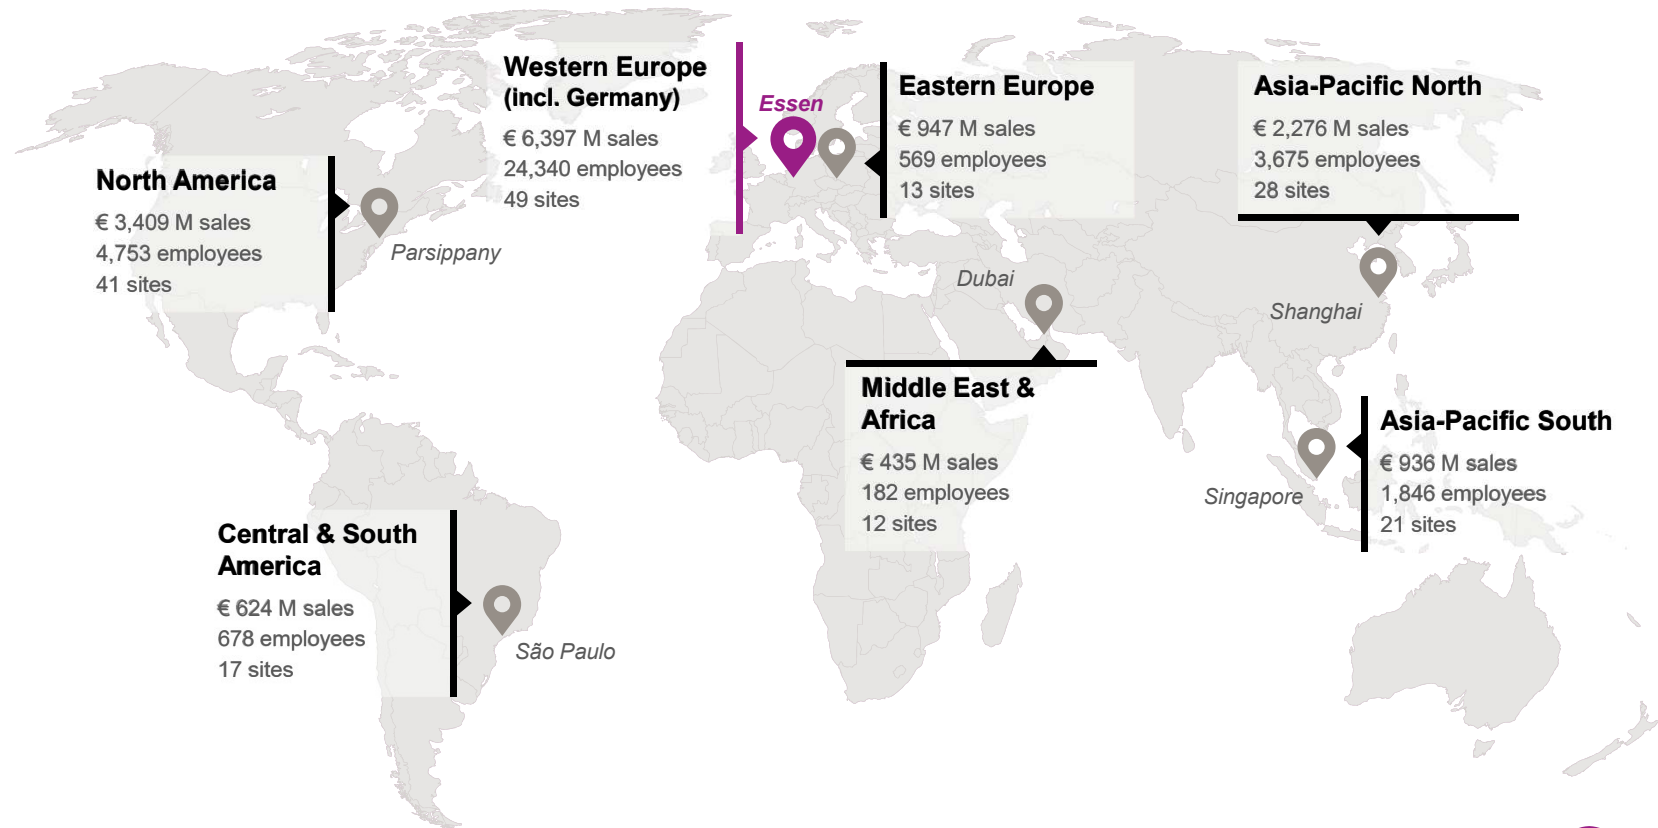 Western Europe
(incl. Germany)
€ 6,397 M sales
24,340 employees
49 sites
Essen
Eastern Europe
€ 947 M sales
569 employees
13 sites
Asia-Pacific North
€ 2,276 M sales
3,675 employees
28 sites
Shanghai
North America
€ 3,409 M sales
4,753 employees
41 sites
Parsippany
Dubai
Middle East &
Africa
€ 435 M sales
182 employees
12 sites
Asia-Pacific South
€ 936 M sales
1,846 employees
21 sites
Singapore
Central & South
America
€ 624 M sales
678 employees
17 sites
São Paulo